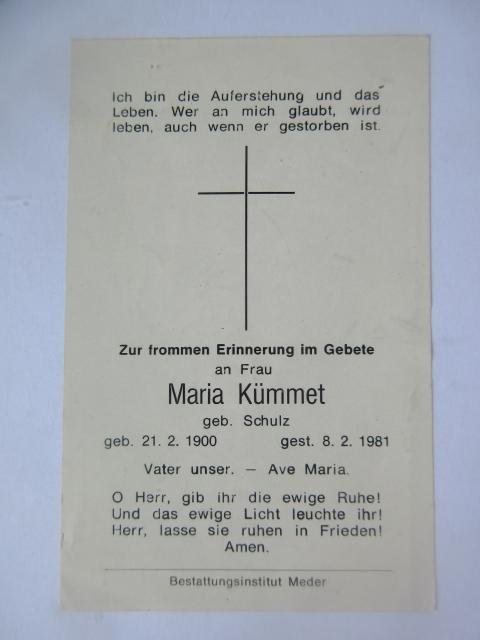 Ich bin die Auferstehung und das
Leben. Wer an mich glaubt, wird
leben, auch wenn er gestorben ist.
Zur frommen Erinnerung im Gebete
an Frau
Maria Kümmet
geb. Schulz
geb. 21. 2. 1900 gest. 8. 2. 1981
Vater unser. – Ave Maria.
O Herr, gib ihr die ewige Ruhe!
Und das ewige Licht leuchte ihr!
Herr, lasse sie ruhen in Frieden!
Amen.
Bestattungsinstitut Meder